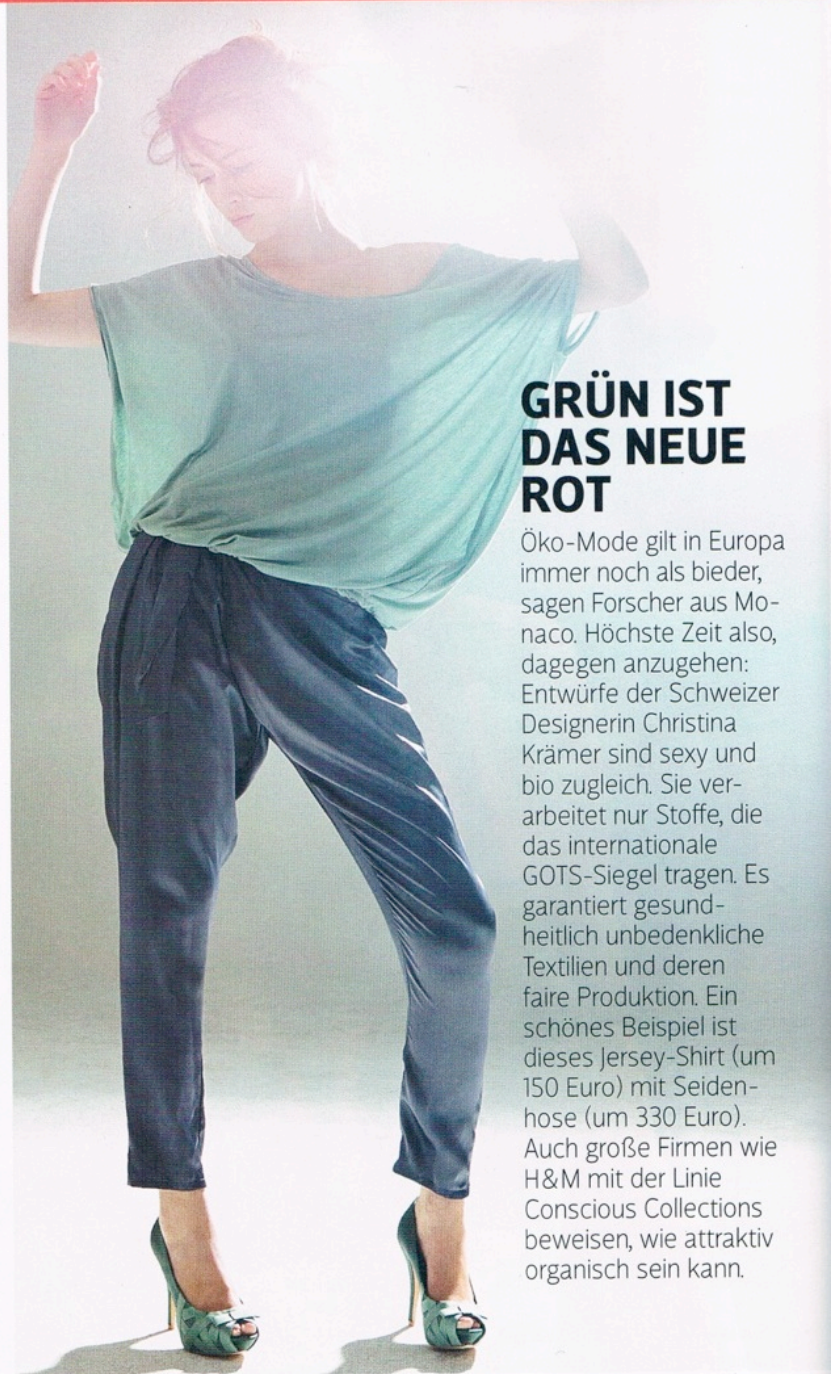 GRÜN IST
DAS NEUE
ROT
Öko-Mode gilt in Europa
immer noch als bieder,
sagen Forscher aus Mo-
naco. Höchste Zeit also,
dagegen anzugehen:
Entwürfe der Schweizer
Designerin Christina
Krämer sind sexy und
bio zugleich. Sie ver-
arbeitet nur Stoffe, die
das internationale
GOTS-Siegel tragen. Es
garantiert gesund-
heitlich unbedenkliche
Textilien und deren
faire Produktion. Ein
schönes Beispiel ist
dieses Jersey-Shirt (um
150 Euro) mit Seiden-
hose (um 330 Euro).
Auch große Firmen wie
H&M mit der Linie
Conscious Collections
beweisen, wie attraktiv
organisch sein kann.